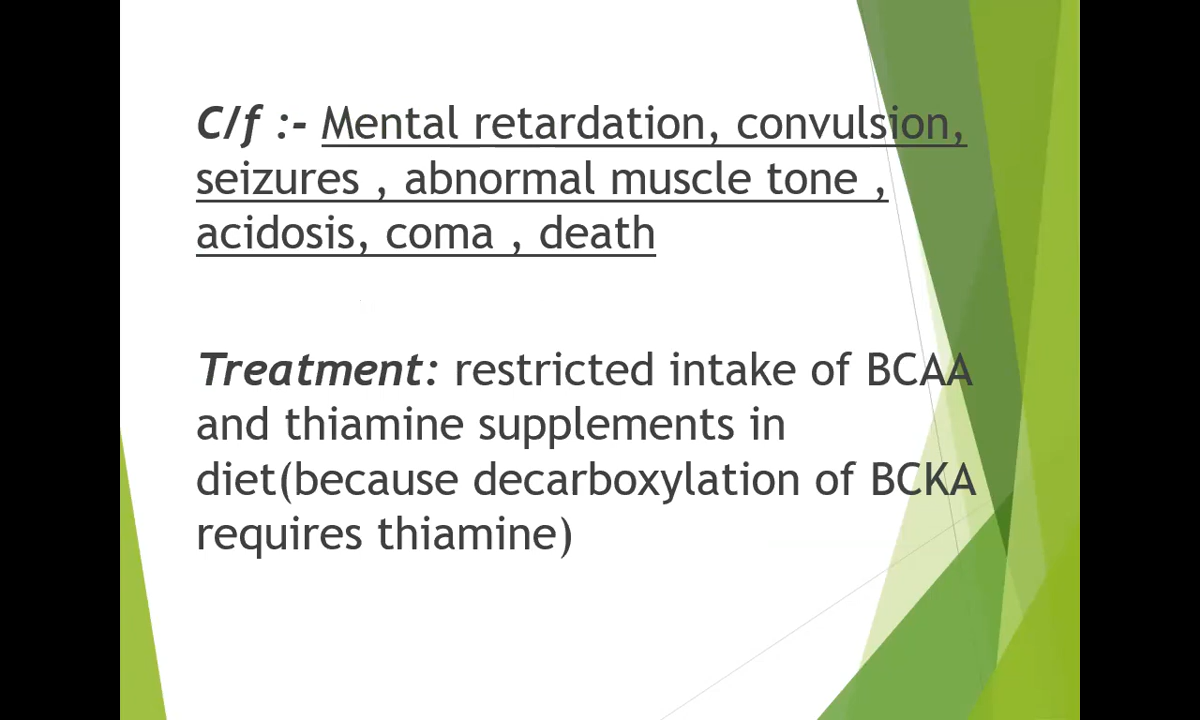 C/f :- Mental retardation, convulsion,
seizures , abnormal muscle tone ,
acidosis, coma , death
Treatment: restricted intake of BCAA
and thiamine supplements in
diet(because decarboxylation of BCKA
requires thiamine)